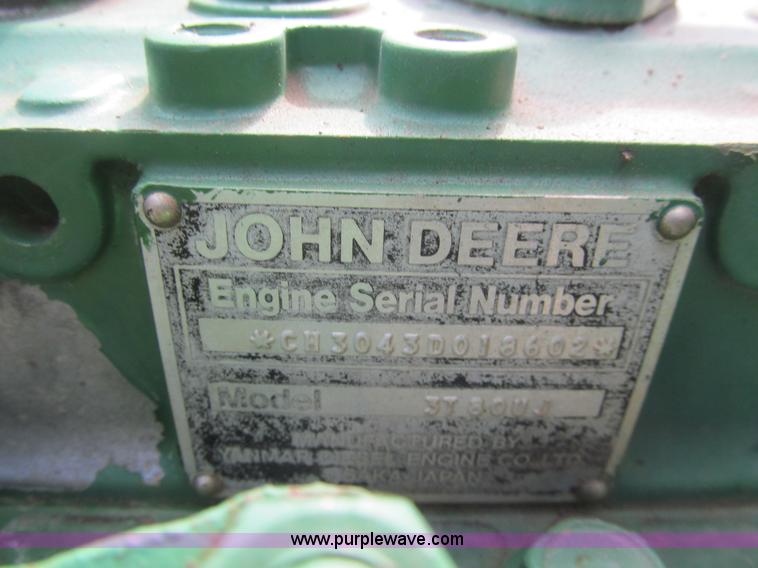 JOHN DEERE
Engine Serial Number
*CH3043D018602*
Model 3T80UJ
MANUFACTURED BY
YANMAR DIESEL ENGINE CO., LTD.
OSAKA, JAPAN
www.purplewave.com